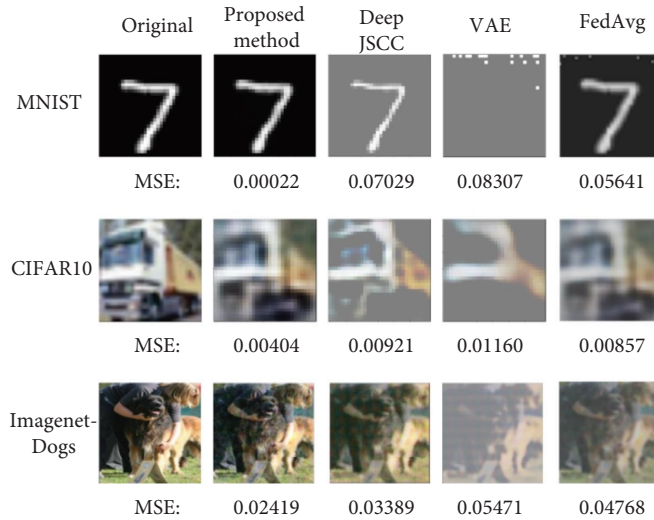 Original Proposed method Deep JSCC VAE FedAvg
MNIST
MSE: 0.00022 0.07029 0.08307 0.05641
CIFAR10
MSE: 0.00404 0.00921 0.01160 0.00857
Imagenet-
Dogs
MSE: 0.02419 0.03389 0.05471 0.04768